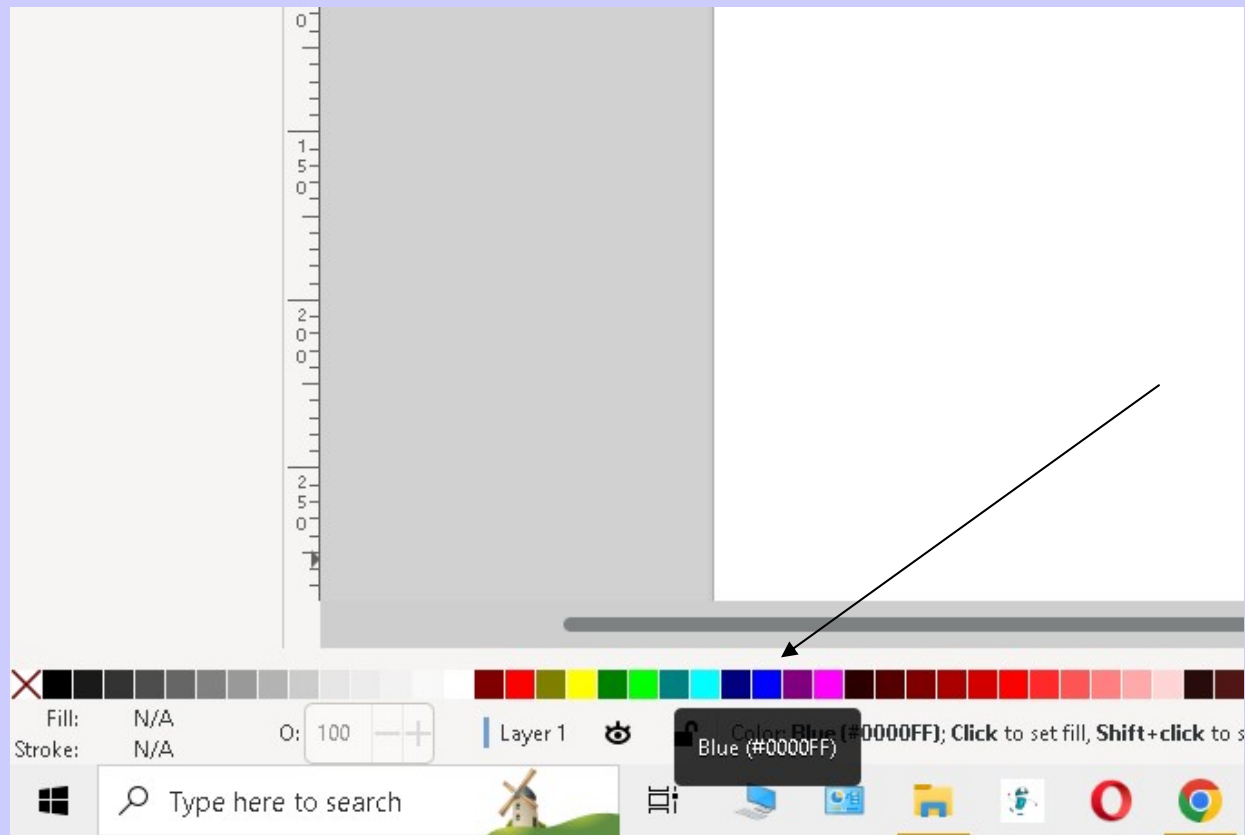 0
1
5
0
2
0
0
2
5
0
Fill: N/A
Stroke: N/A
O: 100
Layer 1
Color: Blue (#0000FF); Click to set fill, Shift+click to s
Blue (#0000FF)
Type here to search